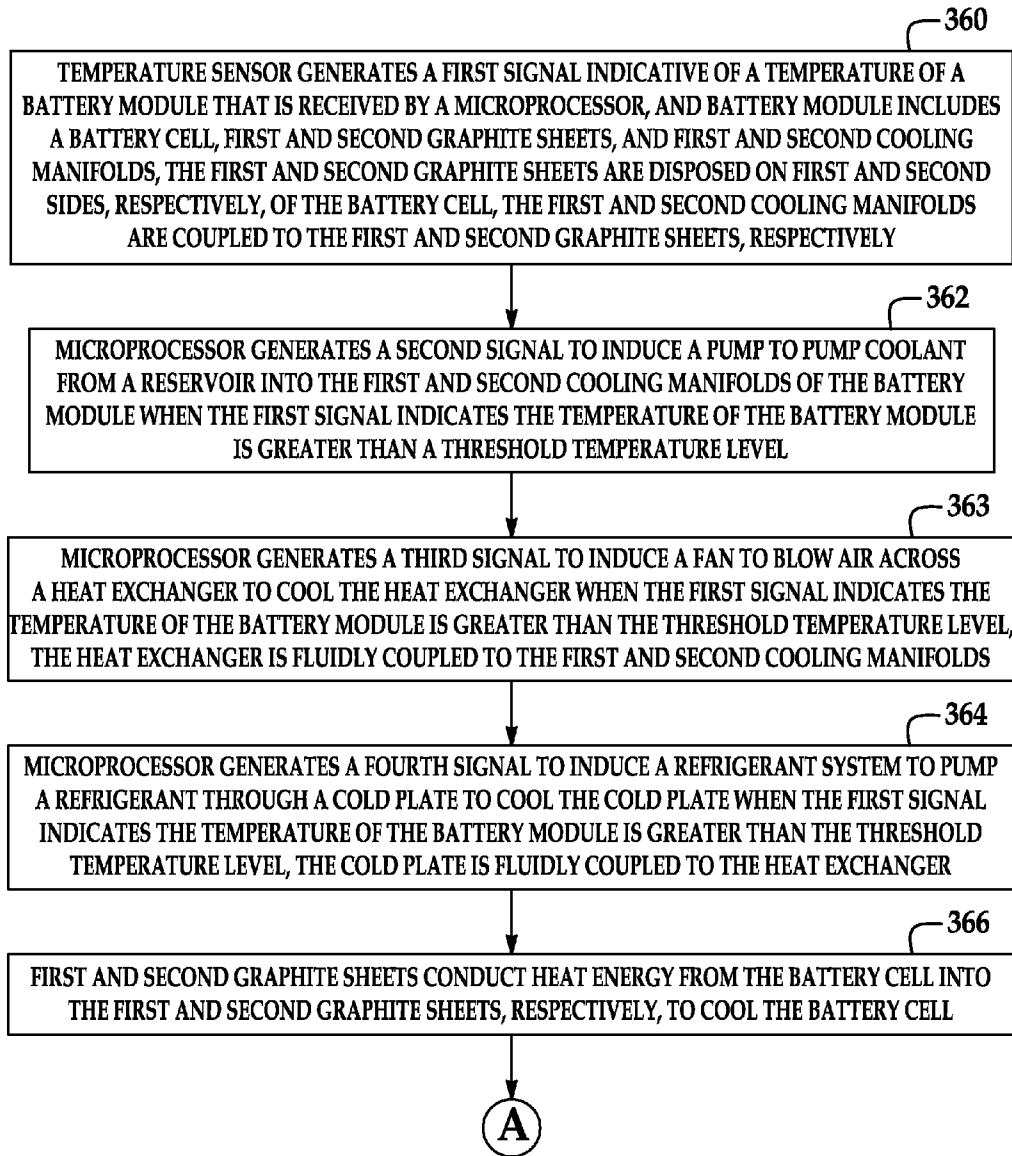 360
TEMPERATURE SENSOR GENERATES A FIRST SIGNAL INDICATIVE OF A TEMPERATURE OF A
BATTERY MODULE THAT IS RECEIVED BY A MICROPROCESSOR, AND BATTERY MODULE INCLUDES
A BATTERY CELL, FIRST AND SECOND GRAPHITE SHEETS, AND FIRST AND SECOND COOLING
MANIFOLDS, THE FIRST AND SECOND GRAPHITE SHEETS ARE DISPOSED ON FIRST AND SECOND
SIDES, RESPECTIVELY, OF THE BATTERY CELL, THE FIRST AND SECOND COOLING MANIFOLDS
ARE COUPLED TO THE FIRST AND SECOND GRAPHITE SHEETS, RESPECTIVELY
362
MICROPROCESSOR GENERATES A SECOND SIGNAL TO INDUCE A PUMP TO PUMP COOLANT
FROM A RESERVOIR INTO THE FIRST AND SECOND COOLING MANIFOLDS OF THE BATTERY
MODULE WHEN THE FIRST SIGNAL INDICATES THE TEMPERATURE OF THE BATTERY MODULE
IS GREATER THAN A THRESHOLD TEMPERATURE LEVEL
363
MICROPROCESSOR GENERATES A THIRD SIGNAL TO INDUCE A FAN TO BLOW AIR ACROSS
A HEAT EXCHANGER TO COOL THE HEAT EXCHANGER WHEN THE FIRST SIGNAL INDICATES THE
TEMPERATURE OF THE BATTERY MODULE IS GREATER THAN THE THRESHOLD TEMPERATURE LEVEL,
THE HEAT EXCHANGER IS FLUIDLY COUPLED TO THE FIRST AND SECOND COOLING MANIFOLDS
364
MICROPROCESSOR GENERATES A FOURTH SIGNAL TO INDUCE A REFRIGERANT SYSTEM TO PUMP
A REFRIGERANT THROUGH A COLD PLATE TO COOL THE COLD PLATE WHEN THE FIRST SIGNAL
INDICATES THE TEMPERATURE OF THE BATTERY MODULE IS GREATER THAN THE THRESHOLD
TEMPERATURE LEVEL, THE COLD PLATE IS FLUIDLY COUPLED TO THE HEAT EXCHANGER
366
FIRST AND SECOND GRAPHITE SHEETS CONDUCT HEAT ENERGY FROM THE BATTERY CELL INTO
THE FIRST AND SECOND GRAPHITE SHEETS, RESPECTIVELY, TO COOL THE BATTERY CELL
A